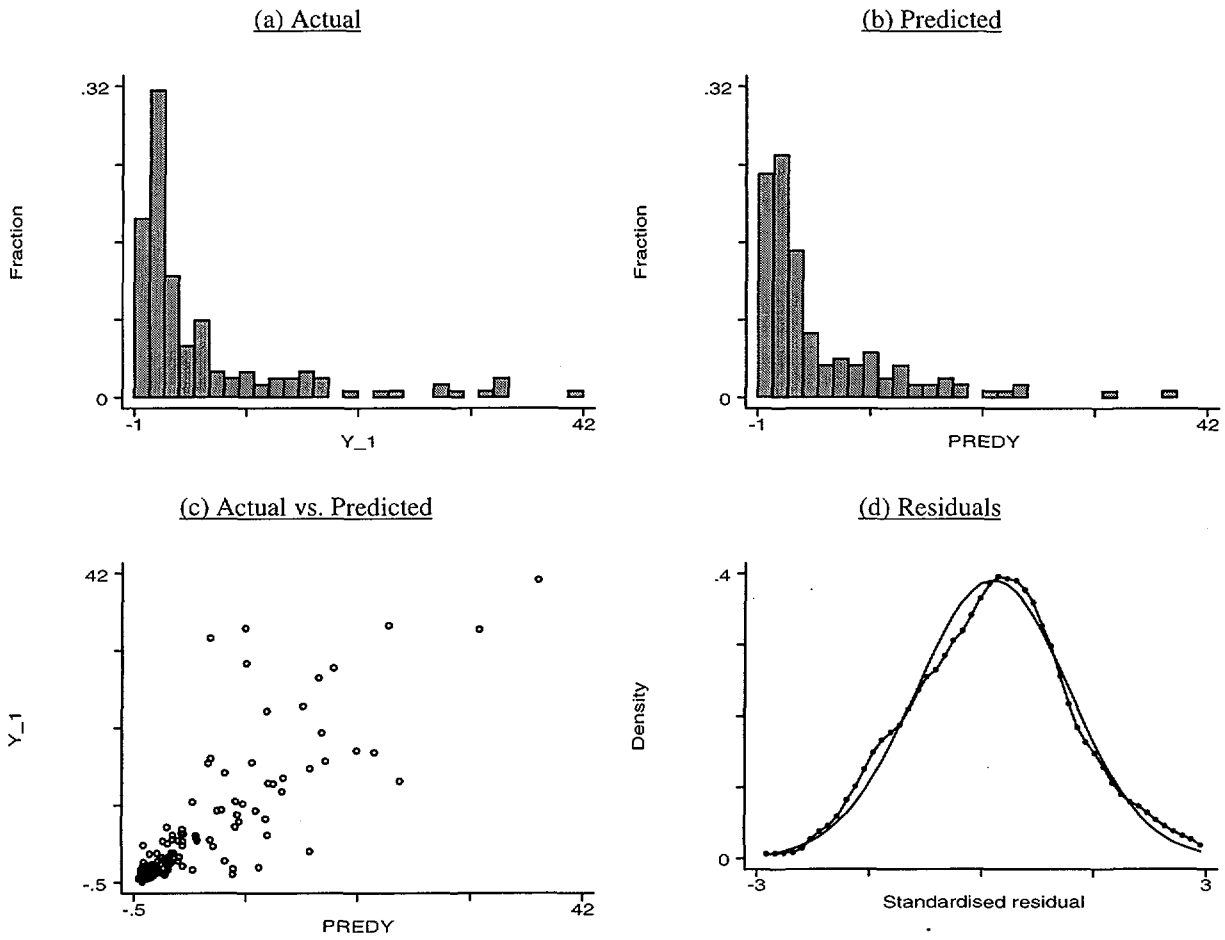 (a) Actual
.32
Fraction
0
-1
42
Y_1
(b) Predicted
.32
Fraction
0
-1
42
PREDY
(c) Actual vs. Predicted
42
Y_1
-.5
-.5
42
PREDY
(d) Residuals
.4
Density
0
-3
3
Standardised residual